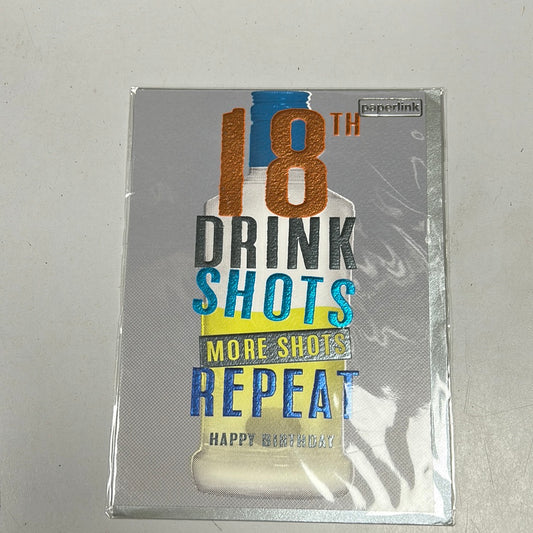 paperlink
18TH
DRINK
SHOTS
MORE SHOTS
REPEAT
HAPPY BIRTHDAY